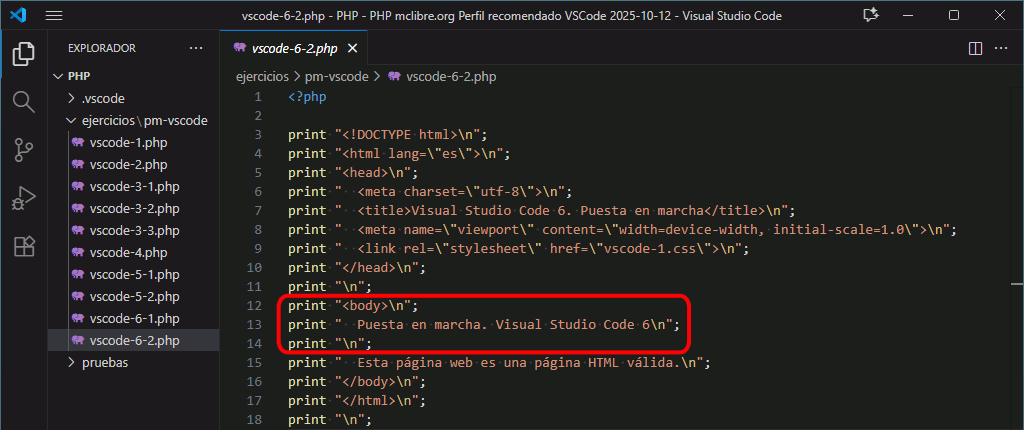 vscode-6-2.php - PHP - PHP mclibre.org Perfil recomendado VSCode 2025-10-12 - Visual Studio Code
EXPLORADOR
PHP
.vscode
ejercicios\pm-vscode
vscode-1.php
vscode-2.php
vscode-3-1.php
vscode-3-2.php
vscode-3-3.php
vscode-4.php
vscode-5-1.php
vscode-5-2.php
vscode-6-1.php
vscode-6-2.php
pruebas
vscode-6-2.php
ejercicios > pm-vscode > vscode-6-2.php
1 <?php
2
3 print "<!DOCTYPE html>\n";
4 print "<html lang=\"es\">\n";
5 print "<head>\n";
6 print "  <meta charset=\"utf-8\">\n";
7 print "  <title>Visual Studio Code 6. Puesta en marcha</title>\n";
8 print "  <meta name=\"viewport\" content=\"width=device-width, initial-scale=1.0\">\n";
9 print "  <link rel=\"stylesheet\" href=\"vscode-1.css\">\n";
10 print "</head>\n";
11 print "\n";
12 print "<body>\n";
13 print "  Puesta en marcha. Visual Studio Code 6\n";
14 print "\n";
15 print "  Esta página web es una página HTML válida.\n";
16 print "</body>\n";
17 print "</html>\n";
18 print "\n";